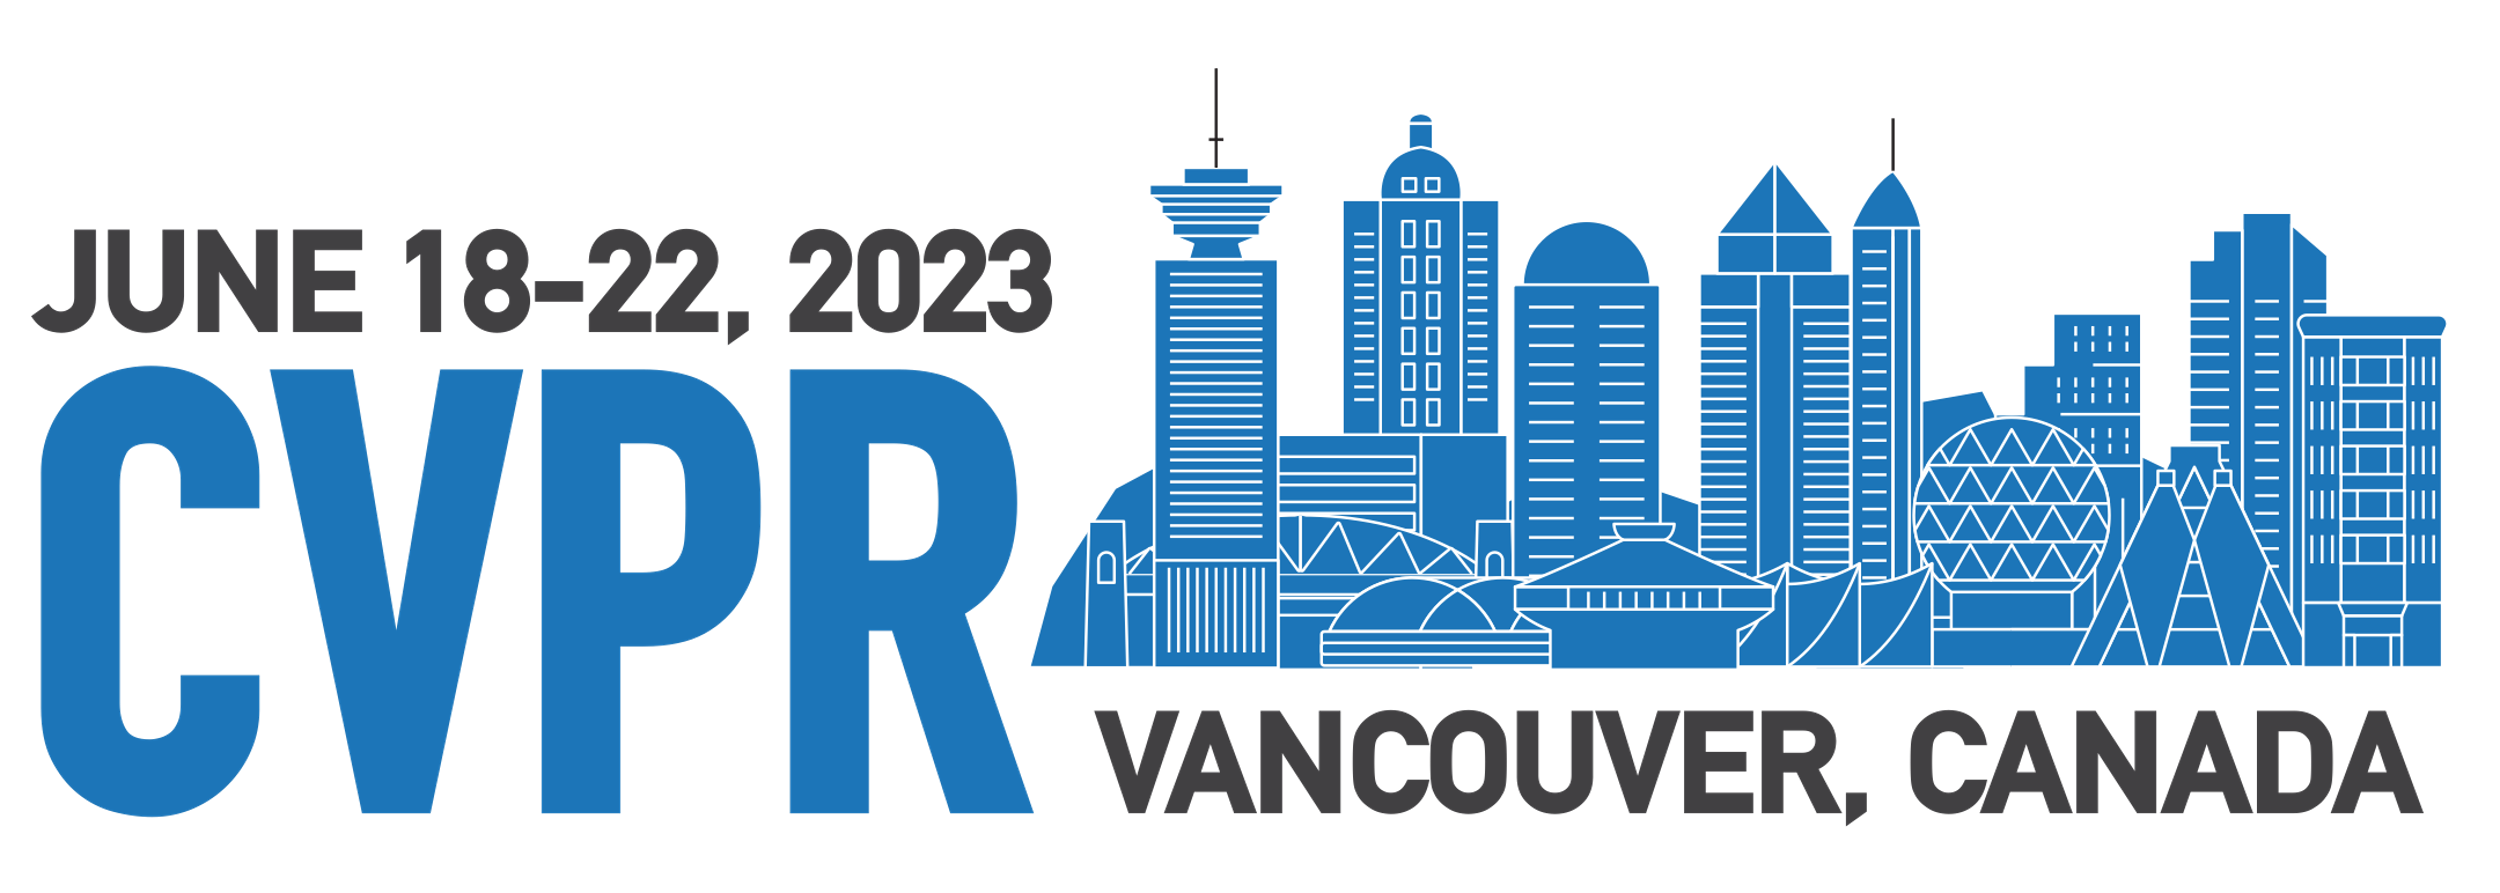 JUNE 18-22, 2023
CVPR
VANCOUVER, CANADA